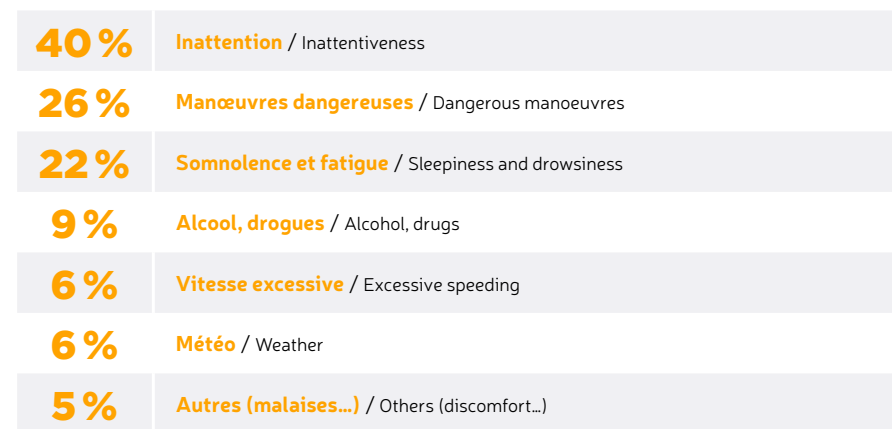 40 % Inattention / Inattentiveness
26 % Manœuvres dangereuses / Dangerous manoeuvres
22 % Somnolence et fatigue / Sleepiness and drowsiness
9 % Alcool, drogues / Alcohol, drugs
6 % Vitesse excessive / Excessive speeding
6 % Météo / Weather
5 % Autres (malaises…) / Others (discomfort…)